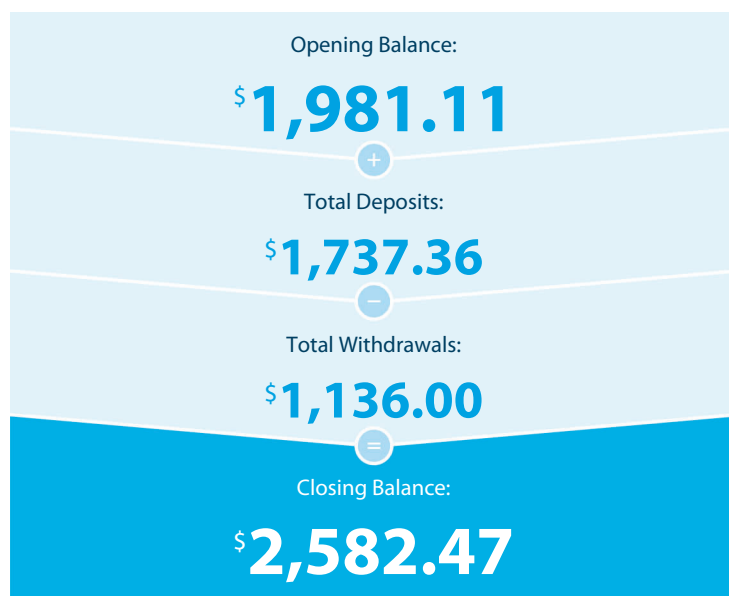 Opening Balance:
$1,981.11
+
Total Deposits:
$1,737.36
−
Total Withdrawals:
$1,136.00
=
Closing Balance:
$2,582.47